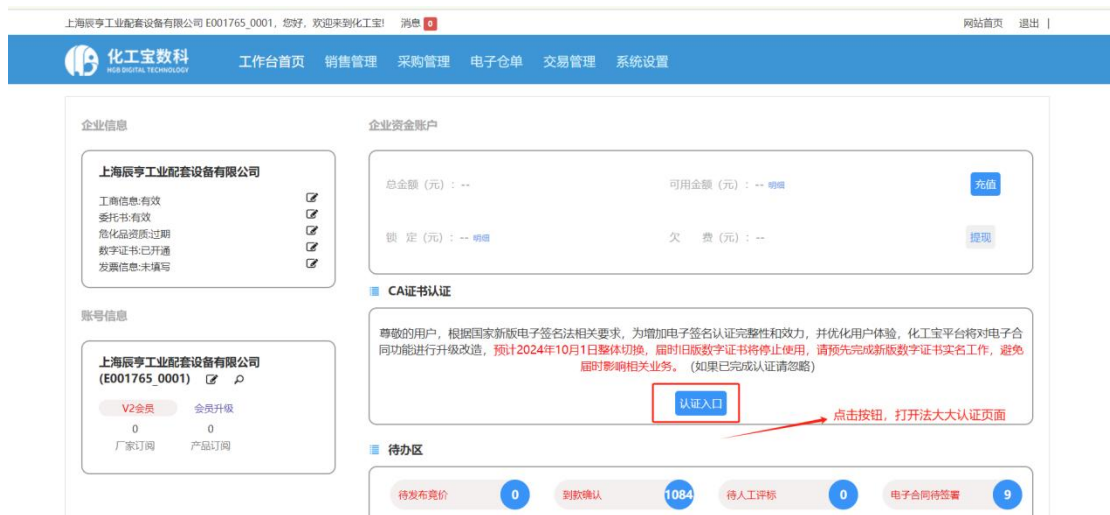 上海辰亨工业配套设备有限公司 E001765_0001，您好，欢迎来到化工宝! 消息 0 网站首页 退出 |
化工宝数科
HGB DIGITAL TECHNOLOGY
工作台首页 销售管理 采购管理 电子仓单 交易管理 系统设置
企业信息
上海辰亨工业配套设备有限公司
工商信息:有效
委托书:有效
危化品资质:过期
数字证书:已开通
发票信息:未填写
账号信息
上海辰亨工业配套设备有限公司
(E001765_0001)
V2会员 会员升级
0 0
厂家订阅 产品订阅
企业资金账户
总金额（元）：-- 可用金额（元）：-- 明细 充值
锁 定（元）：-- 明细 欠 费（元）：-- 提现
CA证书认证
尊敬的用户，根据国家新版电子签名法相关要求，为增加电子签名认证完整性和效力，并优化用户体验，化工宝平台将对电子合
同功能进行升级改造，预计2024年10月1日整体切换，届时旧版数字证书将停止使用，请预先完成新版数字证书实名工作，避免
届时影响相关业务。（如果已完成认证请忽略）
认证入口
点击按钮，打开法大大认证页面
待办区
待发布竞价 0 到款确认 1084 待人工评标 0 电子合同待签署 9